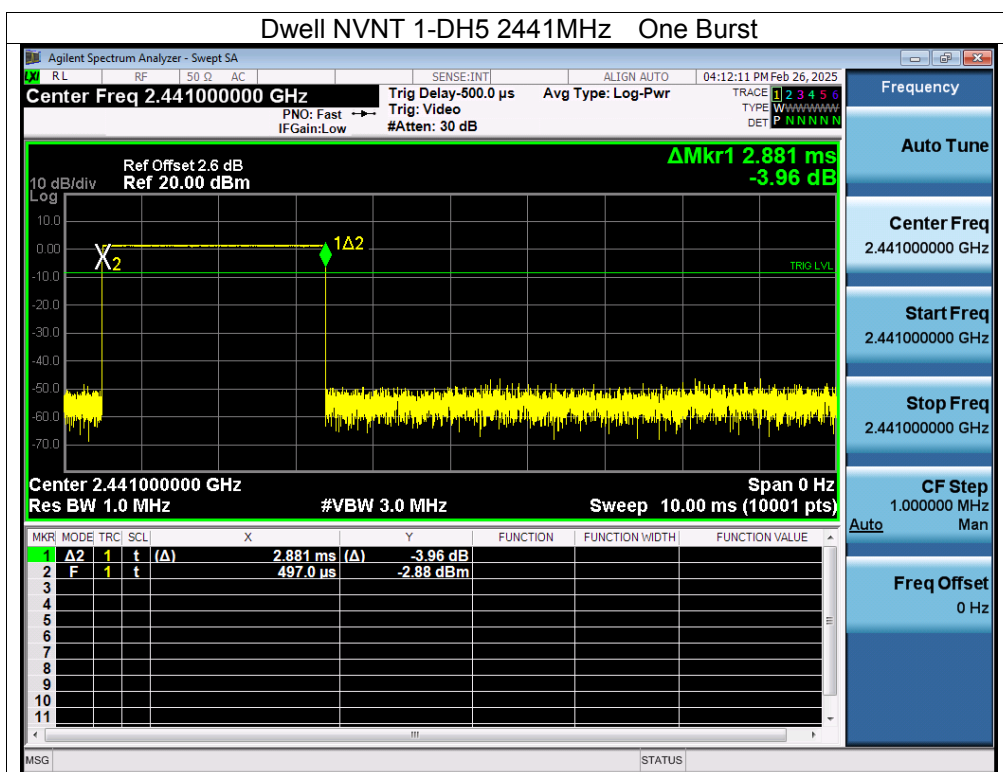 Dwell NVNT 1-DH5 2441MHz One Burst
Agilent Spectrum Analyzer - Swept SA
LXI RL RF 50 Ω AC SENSE:INT ALIGN AUTO 04:12:11 PM Feb 26, 2025
Center Freq 2.441000000 GHz Trig Delay-500.0 µs Avg Type: Log-Pwr TRACE 1 2 3 4 5 6
PNO: Fast Trig: Video TYPE WWWWWWW
IFGain:Low #Atten: 30 dB DET P N N N N N
Frequency
Auto Tune
Center Freq
2.441000000 GHz
Start Freq
2.441000000 GHz
Stop Freq
2.441000000 GHz
CF Step
1.000000 MHz
Auto Man
Freq Offset
0 Hz
ΔMkr1 2.881 ms
-3.96 dB
Ref Offset 2.6 dB
10 dB/div Ref 20.00 dBm
Log
10.0
0.00
-10.0
-20.0
-30.0
-40.0
-50.0
-60.0
-70.0
X2
1Δ2
TRIG LVL
Center 2.441000000 GHz Span 0 Hz
Res BW 1.0 MHz #VBW 3.0 MHz Sweep 10.00 ms (10001 pts)
MKR MODE TRC SCL X Y FUNCTION FUNCTION WIDTH FUNCTION VALUE
1 Δ2 1 t (Δ) 2.881 ms (Δ) -3.96 dB
2 F 1 t 497.0 µs -2.88 dBm
3
4
5
6
7
8
9
10
11
MSG STATUS